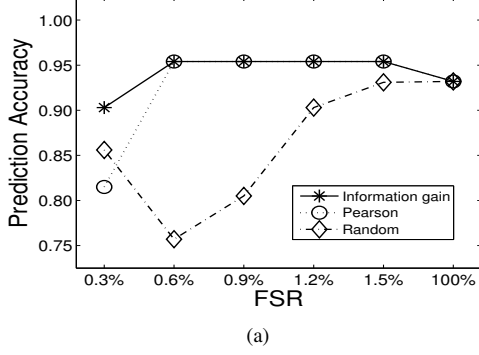 1.00
0.95
0.90
0.85
0.80
0.75
Prediction Accuracy
Information gain
Pearson
Random
0.3% 0.6% 0.9% 1.2% 1.5% 100%
FSR
(a)